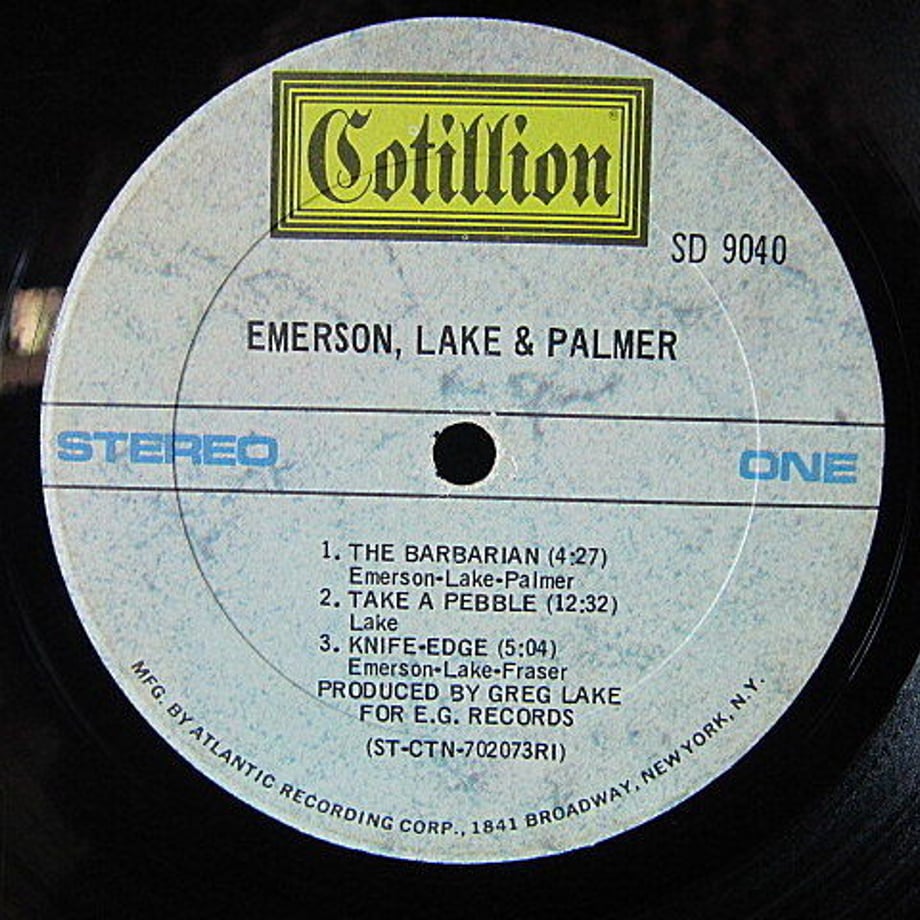 Cotillion®
SD 9040
EMERSON, LAKE & PALMER
STEREO
ONE
1. THE BARBARIAN (4:27)
Emerson-Lake-Palmer
2. TAKE A PEBBLE (12:32)
Lake
3. KNIFE-EDGE (5:04)
Emerson-Lake-Fraser
PRODUCED BY GREG LAKE
FOR E.G. RECORDS
(ST-CTN-702073RI)
MFG. BY ATLANTIC RECORDING CORP., 1841 BROADWAY, NEW YORK, N.Y.